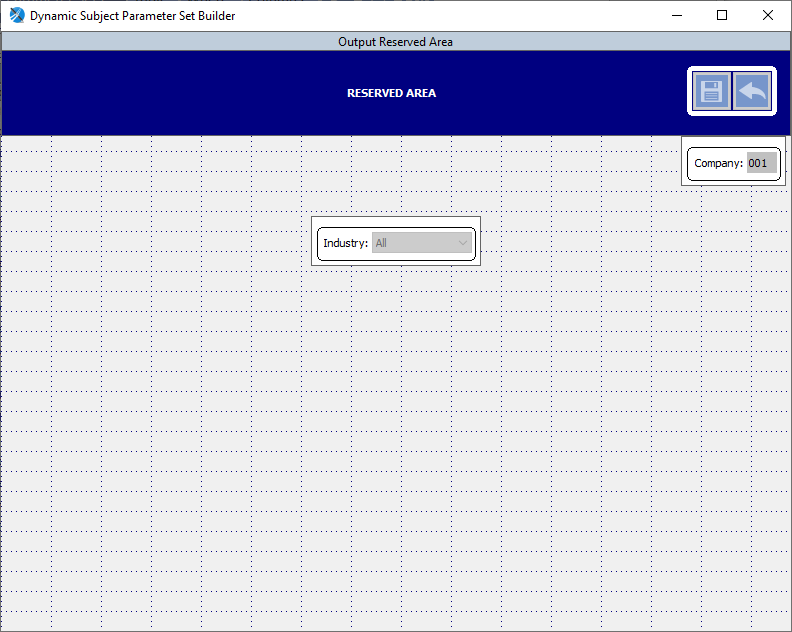 Dynamic Subject Parameter Set Builder
Output Reserved Area
RESERVED AREA
Company: 001
Industry: All